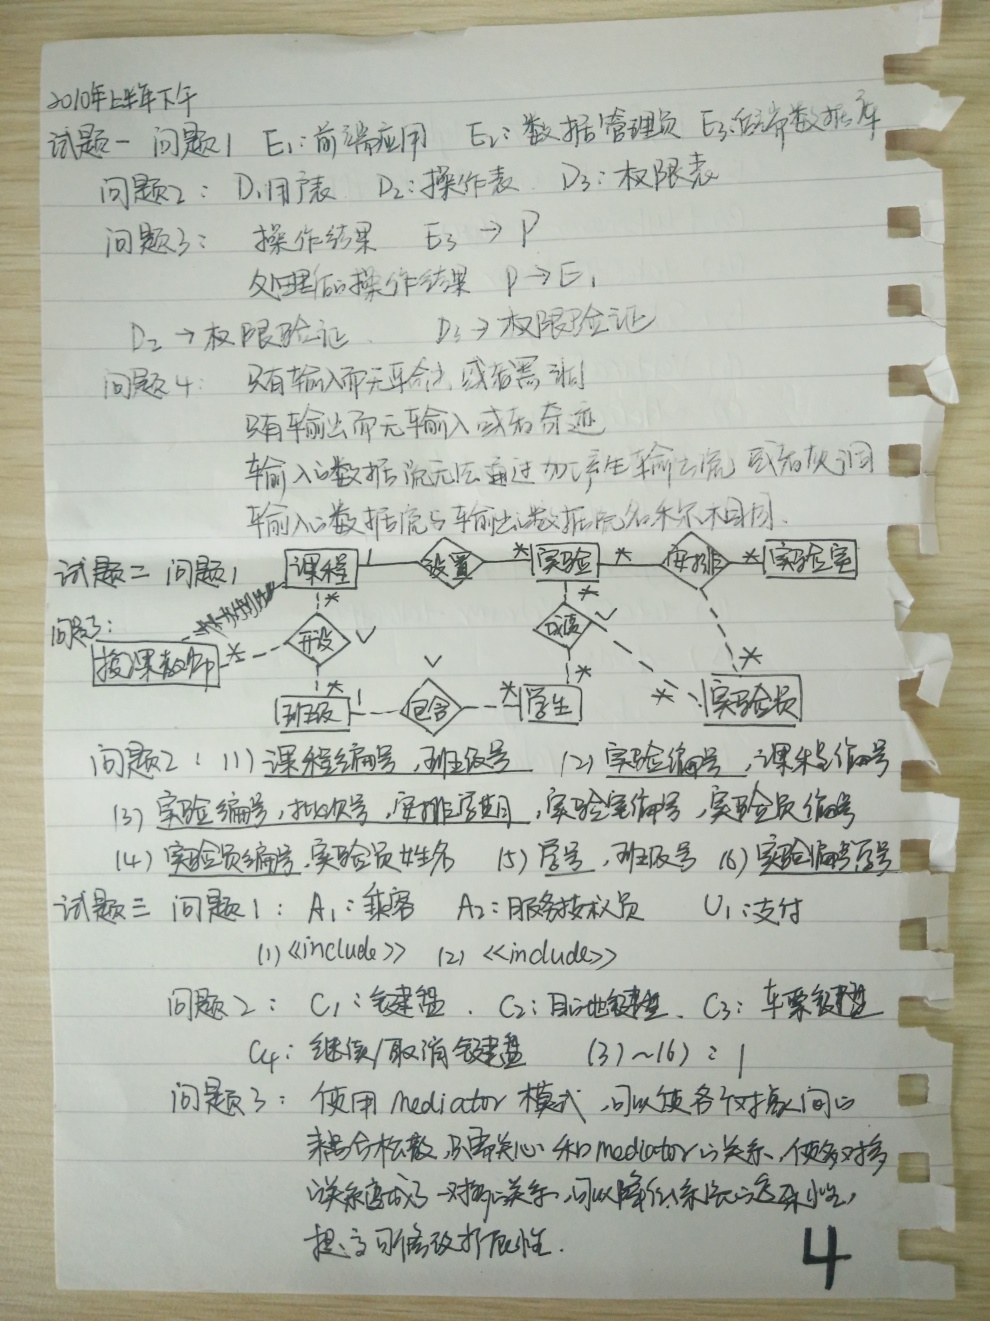 2010年上半年下午
试题一 问题1 E1:前端应用 E2:数据管理员 E3:后端数据库
问题2: D1用户表 D2:操作表 D3:权限表
问题3: 操作结果 E3→P
处理后的操作结果 P→E1
D2→权限验证 D3→权限验证
问题4: 只有输入而无输出 或者黑洞
只有输出而无输入 或者奇迹
输入的数据流无法通过加工产生输出流 或者灰洞
输入的数据流与输出的数据流名称不相同.
试题二 问题1 课程 1 设置 * 实验 * 安排 * 实验室
问题3: * *
授课教师 * 开设 √ √
班级 * 1 包含 √ * 学生 * * 实验员 *
问题2: (1) 课程编号,班级号 (2) 实验编号,课程编号
(3) 实验编号,批次号,安排学期,实验室编号,实验员编号
(4) 实验员编号,实验员姓名 (5) 学号,班级号 (6) 实验编号学号
试题三 问题1: A1:乘客 A2:服务授权员 U1:支付
(1)<<include>> (2) <<include>>
问题2: C1:键盘. C2:目的地键盘. C3: 车票键盘
C4: 继续/取消键盘 (3)~(6): 1
问题3: 使用Mediator模式,可以使各个对象间的
耦合松散,只需关心和Mediator的关系,使多对多
的关系变成了一对多的关系,可以降低系统的复杂性,
提高可修改扩展性.
4